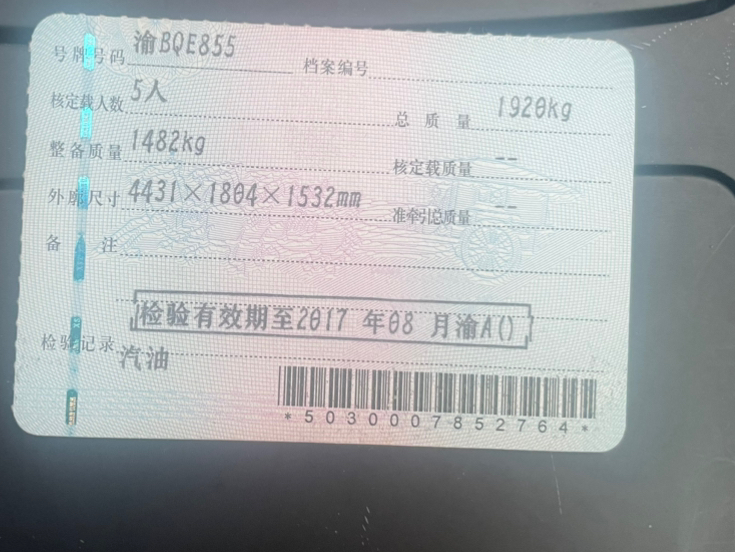 号牌号码 渝BQE855 档案编号
核定载人数 5人 总质量 1920kg
整备质量 1482kg 核定载质量 --
外廓尺寸 4431×1804×1532mm 准牵引总质量 --
备注
检验有效期至2017 年08 月渝A()
检验记录 汽油
*5030007852764*